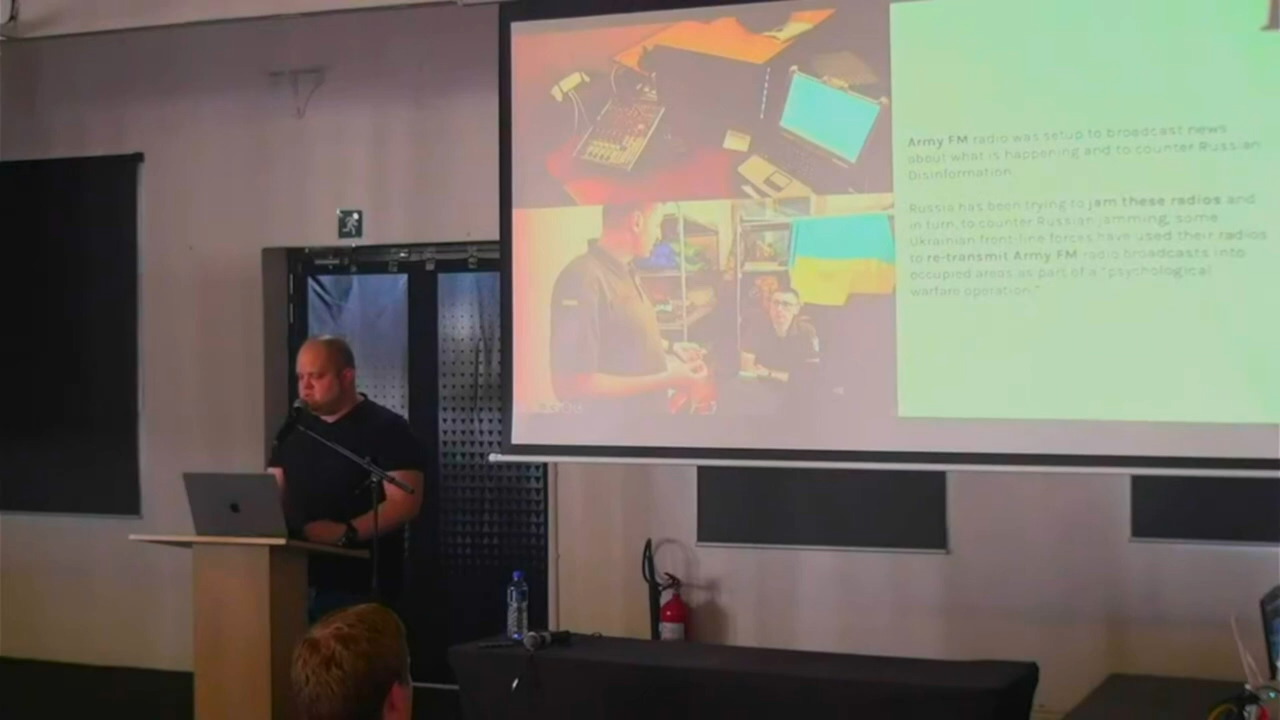 Army FM radio was setup to broadcast news
about what is happening and to counter Russian
Disinformation.
Russia has been trying to jam these radios and
in turn, to counter Russian jamming, some
Ukrainian front-line forces have used their radios
to re-transmit Army FM radio broadcasts into
occupied areas as part of a "psychological
warfare operation."